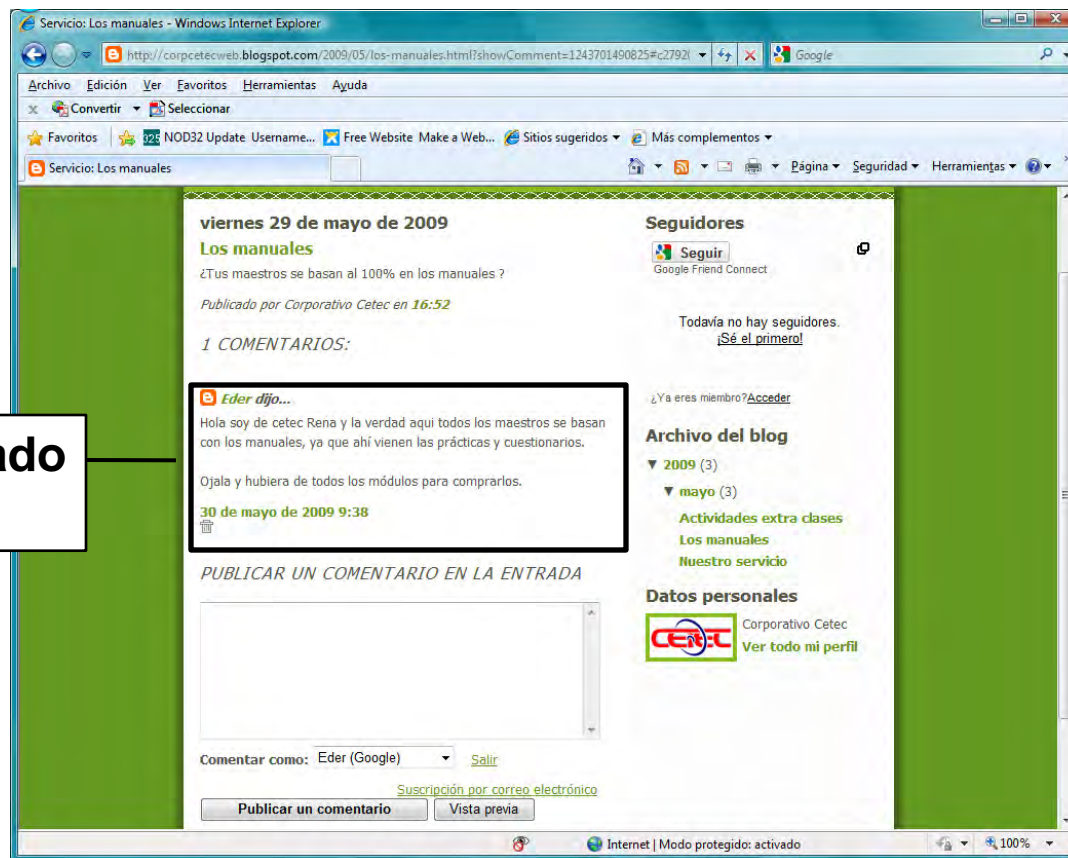 Servicio: Los manuales - Windows Internet Explorer
http://corpcetecweb.blogspot.com/2009/05/los-manuales.html?showComment=1243701490825#c2792
Google
Archivo Edición Ver Favoritos Herramientas Ayuda
x Convertir Seleccionar
Favoritos NOD32 Update Username... Free Website Make a Web... Sitios sugeridos Más complementos
Servicio: Los manuales
Página Seguridad Herramientas
viernes 29 de mayo de 2009
Los manuales
¿Tus maestros se basan al 100% en los manuales ?
Publicado por Corporativo Cetec en 16:52
1 COMENTARIOS:
Eder dijo...
Hola soy de cetec Rena y la verdad aqui todos los maestros se basan
con los manuales, ya que ahí vienen las prácticas y cuestionarios.
Ojala y hubiera de todos los módulos para comprarlos.
30 de mayo de 2009 9:38
PUBLICAR UN COMENTARIO EN LA ENTRADA
Comentar como: Eder (Google) Salir
Suscripción por correo electrónico
Publicar un comentario Vista previa
Seguidores
Seguir
Google Friend Connect
Todavía no hay seguidores.
¡Sé el primero!
¿Ya eres miembro?Acceder
Archivo del blog
▼ 2009 (3)
▼ mayo (3)
Actividades extra clases
Los manuales
Nuestro servicio
Datos personales
CETEC
Corporativo Cetec
Ver todo mi perfil
ado
Internet | Modo protegido: activado
100%